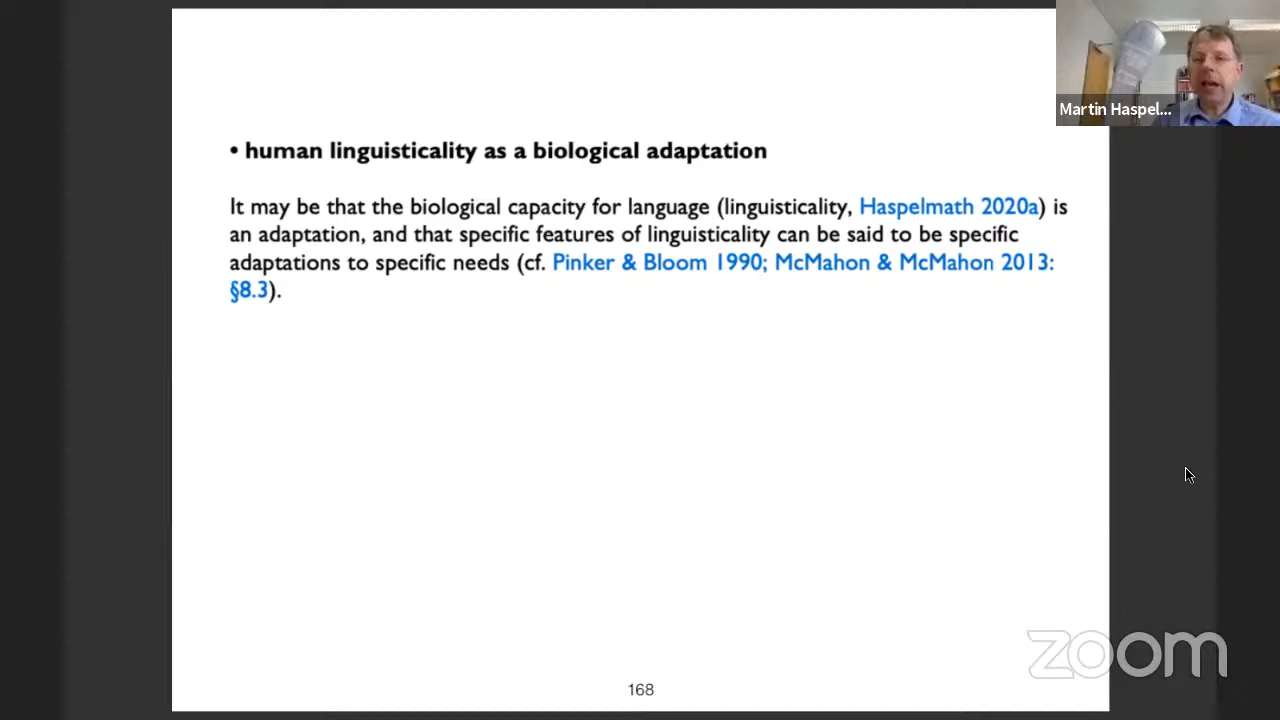 Martin Haspel...
• human linguisticality as a biological adaptation
It may be that the biological capacity for language (linguisticality, Haspelmath 2020a) is
an adaptation, and that specific features of linguisticality can be said to be specific
adaptations to specific needs (cf. Pinker & Bloom 1990; McMahon & McMahon 2013:
§8.3).
zoom
168